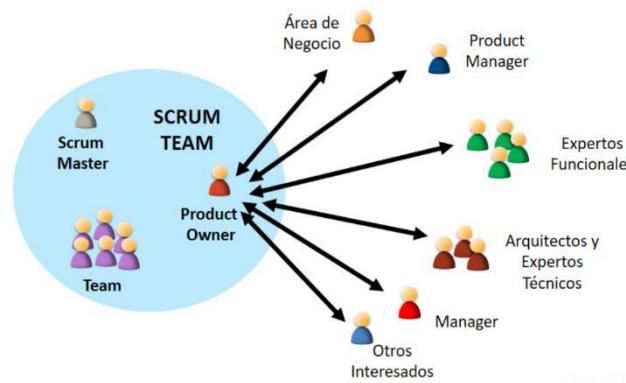 Área de
Negocio
Product
Manager
SCRUM
TEAM
Scrum
Master
Expertos
Funcionale
Product
Owner
Team
Arquitectos y
Expertos
Técnicos
Manager
Otros
Interesados